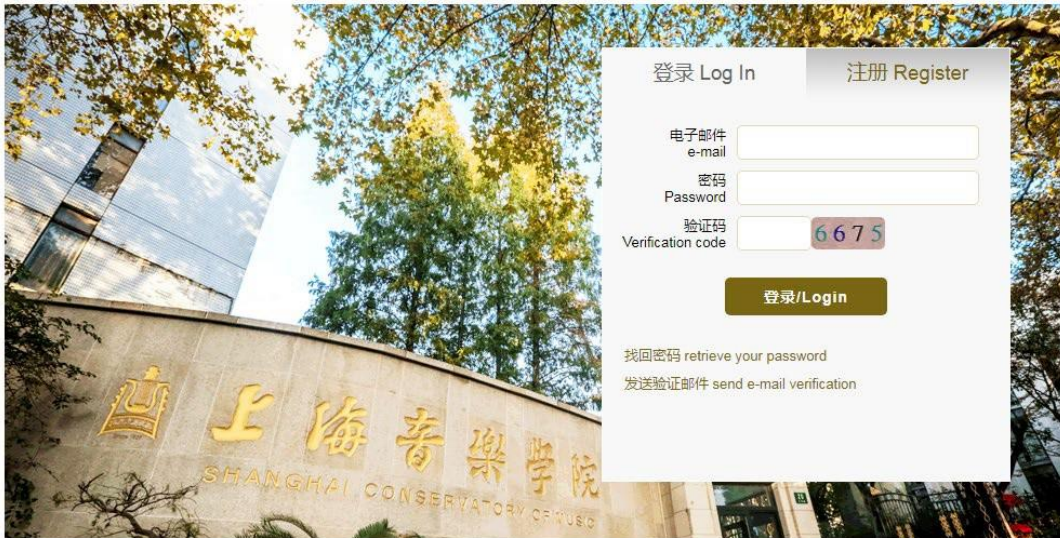 登录 Log In
注册 Register
电子邮件
e-mail
密码
Password
验证码
Verification code
6675
登录/Login
找回密码 retrieve your password
发送验证邮件 send e-mail verification
上海音樂學院
SHANGHAI CONSERVATORY OF MUSIC